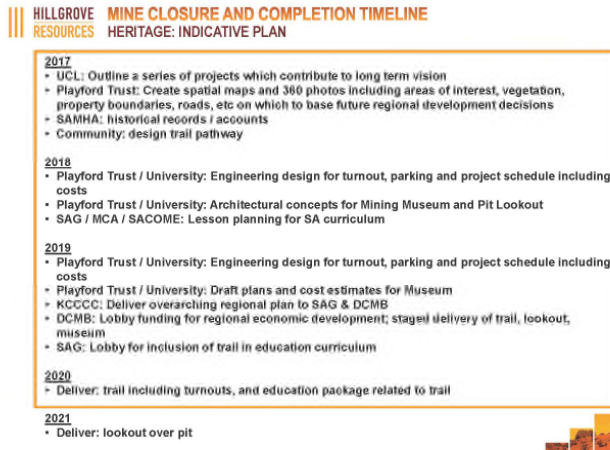 HILLGROVE RESOURCES
MINE CLOSURE AND COMPLETION TIMELINE
HERITAGE: INDICATIVE PLAN
2017
• UCL: Outline a series of projects which contribute to long term vision
• Playford Trust: Create spatial maps and 360 photos including areas of interest, vegetation,
property boundaries, roads, etc on which to base future regional development decisions
• SAMHA: historical records / accounts
• Community: design trail pathway
2018
• Playford Trust / University: Engineering design for turnout, parking and project schedule including
costs
• Playford Trust / University: Architectural concepts for Mining Museum and Pit Lookout
• SAG / MCA / SACOME: Lesson planning for SA curriculum
2019
• Playford Trust / University: Engineering design for turnout, parking and project schedule including
costs
• Playford Trust / University: Draft plans and cost estimates for Museum
• KCCCC: Deliver overarching regional plan to SAG & DCMB
• DCMB: Lobby funding for regional economic development; staged delivery of trail, lookout,
museum
• SAG: Lobby for inclusion of trail in education curriculum
2020
• Deliver: trail including turnouts, and education package related to trail
2021
• Deliver: lookout over pit